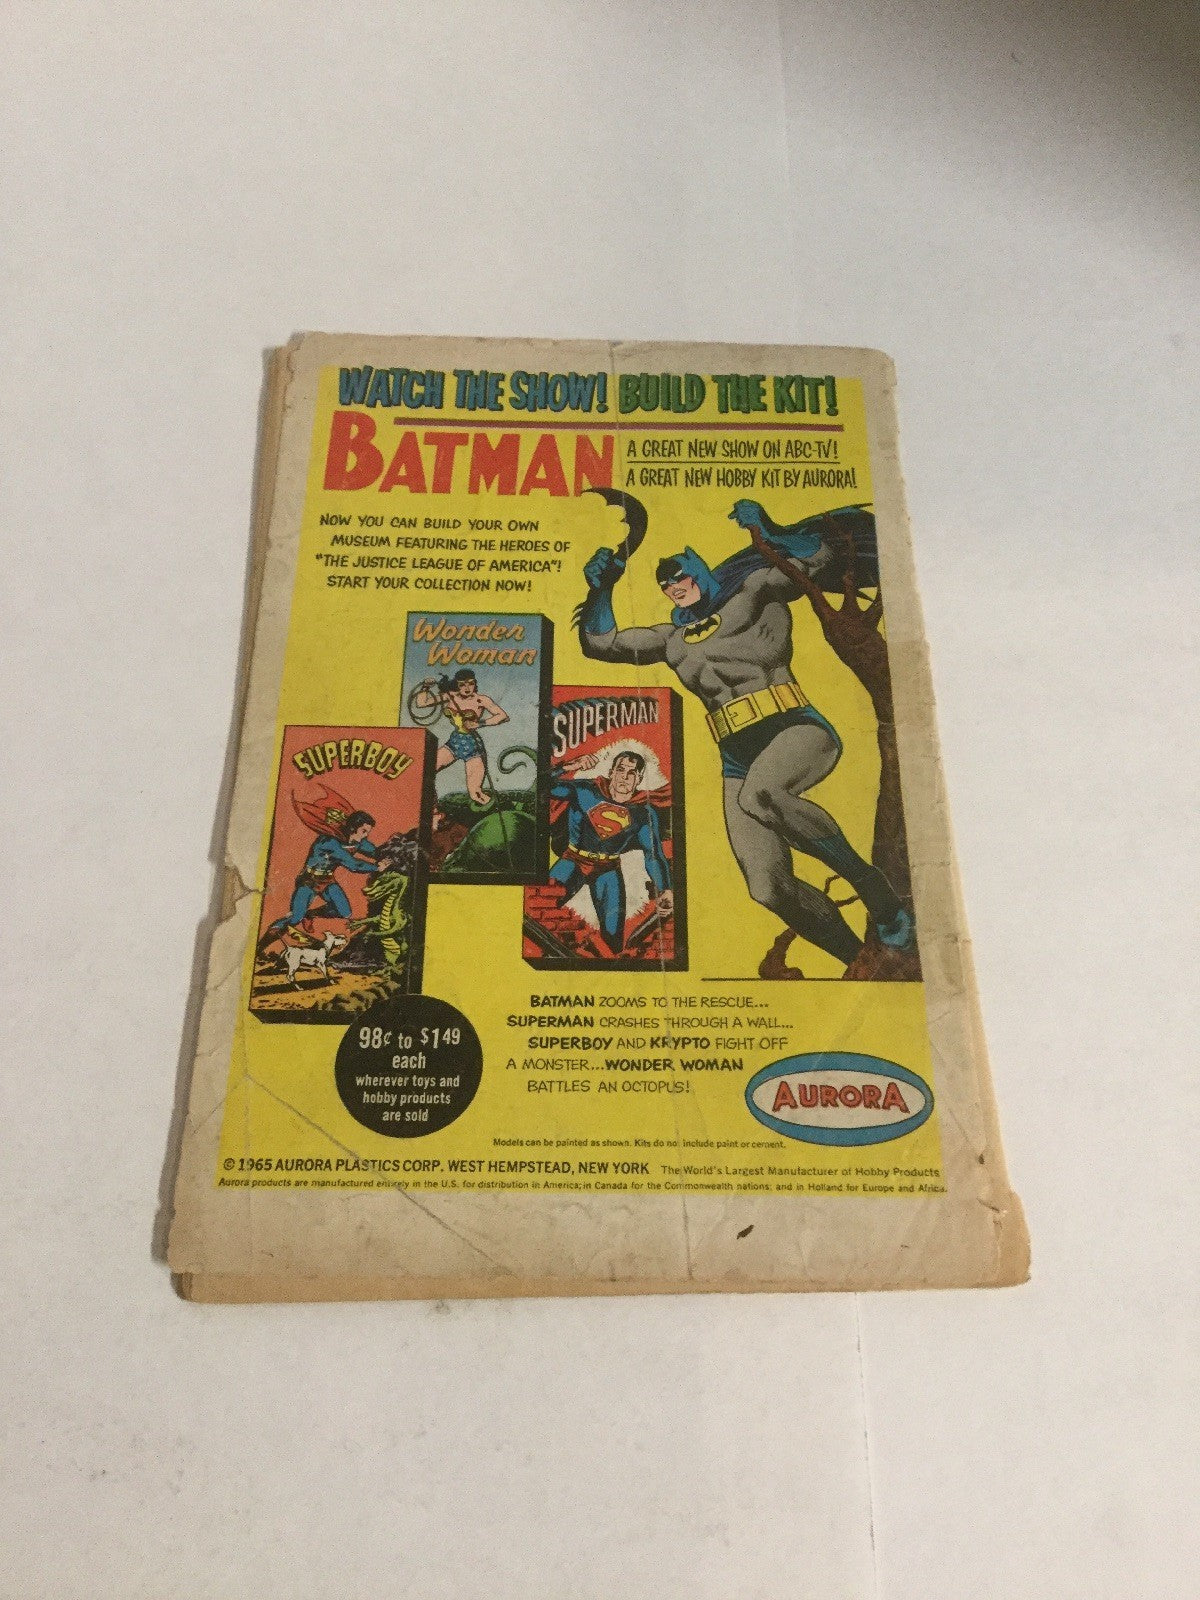 WATCH THE SHOW! BUILD THE KIT!
BATMAN
A GREAT NEW SHOW ON ABC-TV!
A GREAT NEW HOBBY KIT BY AURORA!
NOW YOU CAN BUILD YOUR OWN
MUSEUM FEATURING THE HEROES OF
"THE JUSTICE LEAGUE OF AMERICA"!
START YOUR COLLECTION NOW!
Wonder
Woman
SUPERMAN
SUPERBOY
98¢ to $1.49
each
wherever toys and
hobby products
are sold
BATMAN ZOOMS TO THE RESCUE...
SUPERMAN CRASHES THROUGH A WALL...
SUPERBOY AND KRYPTO FIGHT OFF
A MONSTER...WONDER WOMAN
BATTLES AN OCTOPUS!
AURORA
Models can be painted as shown. Kits do not include paint or cement.
© 1965 AURORA PLASTICS CORP. WEST HEMPSTEAD, NEW YORK The World's Largest Manufacturer of Hobby Products
Aurora products are manufactured entirely in the U.S. for distribution in America; in Canada for the Commonwealth nations; and in Holland for Europe and Africa.